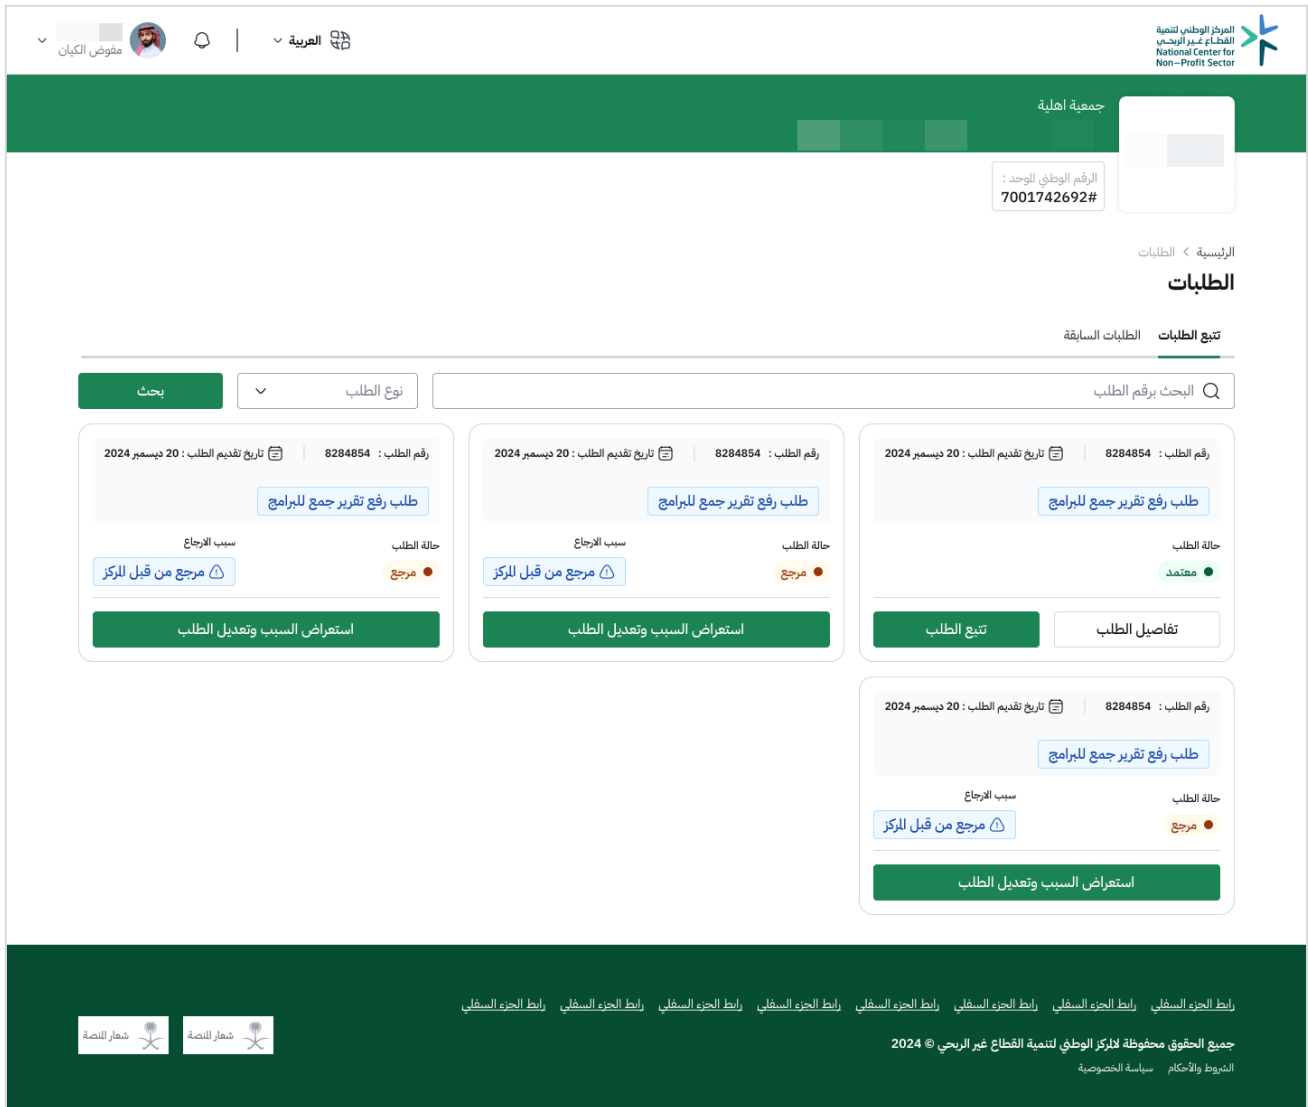 المركز الوطني لتنمية
القطاع غير الربحي
National Center for
Non–Profit Sector
العربية
مفوض الكيان
جمعية اهلية
الرقم الوطني الموحد :
7001742692#
الرئيسية > الطلبات
الطلبات
تتبع الطلبات الطلبات السابقة
البحث برقم الطلب
نوع الطلب
بحث
رقم الطلب : 8284854 تاريخ تقديم الطلب : 20 ديسمبر 2024
طلب رفع تقرير جمع للبرامج
حالة الطلب
معتمد
تفاصيل الطلب تتبع الطلب
رقم الطلب : 8284854 تاريخ تقديم الطلب : 20 ديسمبر 2024
طلب رفع تقرير جمع للبرامج
حالة الطلب سبب الارجاع
مرجع مرجع من قبل المركز
استعراض السبب وتعديل الطلب
رقم الطلب : 8284854 تاريخ تقديم الطلب : 20 ديسمبر 2024
طلب رفع تقرير جمع للبرامج
حالة الطلب سبب الارجاع
مرجع مرجع من قبل المركز
استعراض السبب وتعديل الطلب
رقم الطلب : 8284854 تاريخ تقديم الطلب : 20 ديسمبر 2024
طلب رفع تقرير جمع للبرامج
حالة الطلب سبب الارجاع
مرجع مرجع من قبل المركز
استعراض السبب وتعديل الطلب
رابط الجزء السفلي رابط الجزء السفلي رابط الجزء السفلي رابط الجزء السفلي رابط الجزء السفلي رابط الجزء السفلي رابط الجزء السفلي رابط الجزء السفلي
جميع الحقوق محفوظة لالمركز الوطني لتنمية القطاع غير الربحي © 2024
الشروط والأحكام سياسة الخصوصية
شعار المنصة شعار المنصة